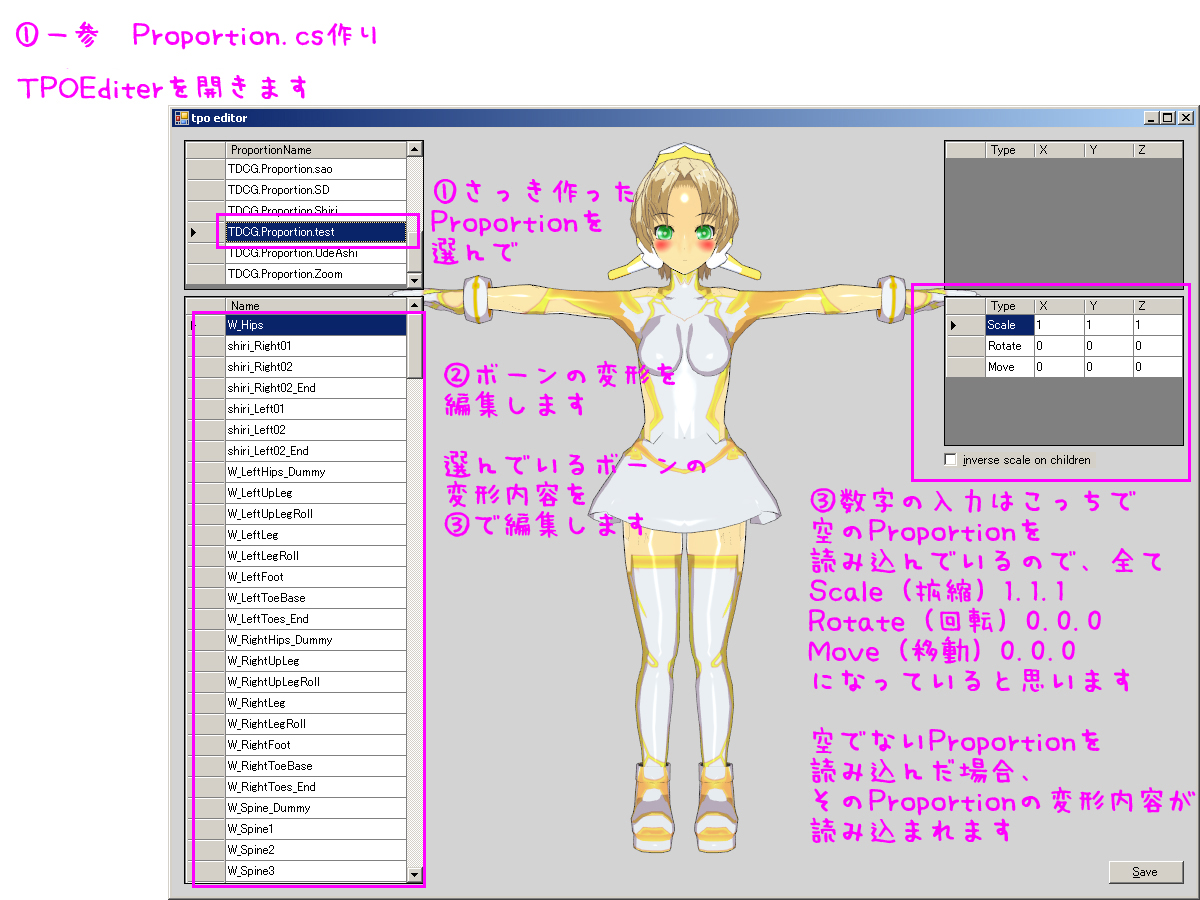 ①ー参　Proportion.cs作り
TPOEditerを開きます
tpo editor
ProportionName
TDCG.Proportion.sao
TDCG.Proportion.SD
TDCG.Proportion.Shiri
TDCG.Proportion.test
TDCG.Proportion.UdeAshi
TDCG.Proportion.Zoom
①さっき作った
Proportionを
選んで
Name
W_Hips
shiri_Right01
shiri_Right02
shiri_Right02_End
shiri_Left01
shiri_Left02
shiri_Left02_End
W_LeftHips_Dummy
W_LeftUpLeg
W_LeftUpLegRoll
W_LeftLeg
W_LeftLegRoll
W_LeftFoot
W_LeftToeBase
W_LeftToes_End
W_RightHips_Dummy
W_RightUpLeg
W_RightUpLegRoll
W_RightLeg
W_RightLegRoll
W_RightFoot
W_RightToeBase
W_RightToes_End
W_Spine_Dummy
W_Spine1
W_Spine2
W_Spine3
②ボーンの変形を
編集します
選んでいるボーンの
変形内容を
③で編集します
Type X Y Z
Type X Y Z
Scale 1 1 1
Rotate 0 0 0
Move 0 0 0
inverse scale on children
③数字の入力はこっちで
空のProportionを
読み込んでいるので、全て
Scale（拡縮）1.1.1
Rotate（回転）0.0.0
Move（移動）0.0.0
になっていると思います
空でないProportionを
読み込んだ場合、
そのProportionの変形内容が
読み込まれます
Save